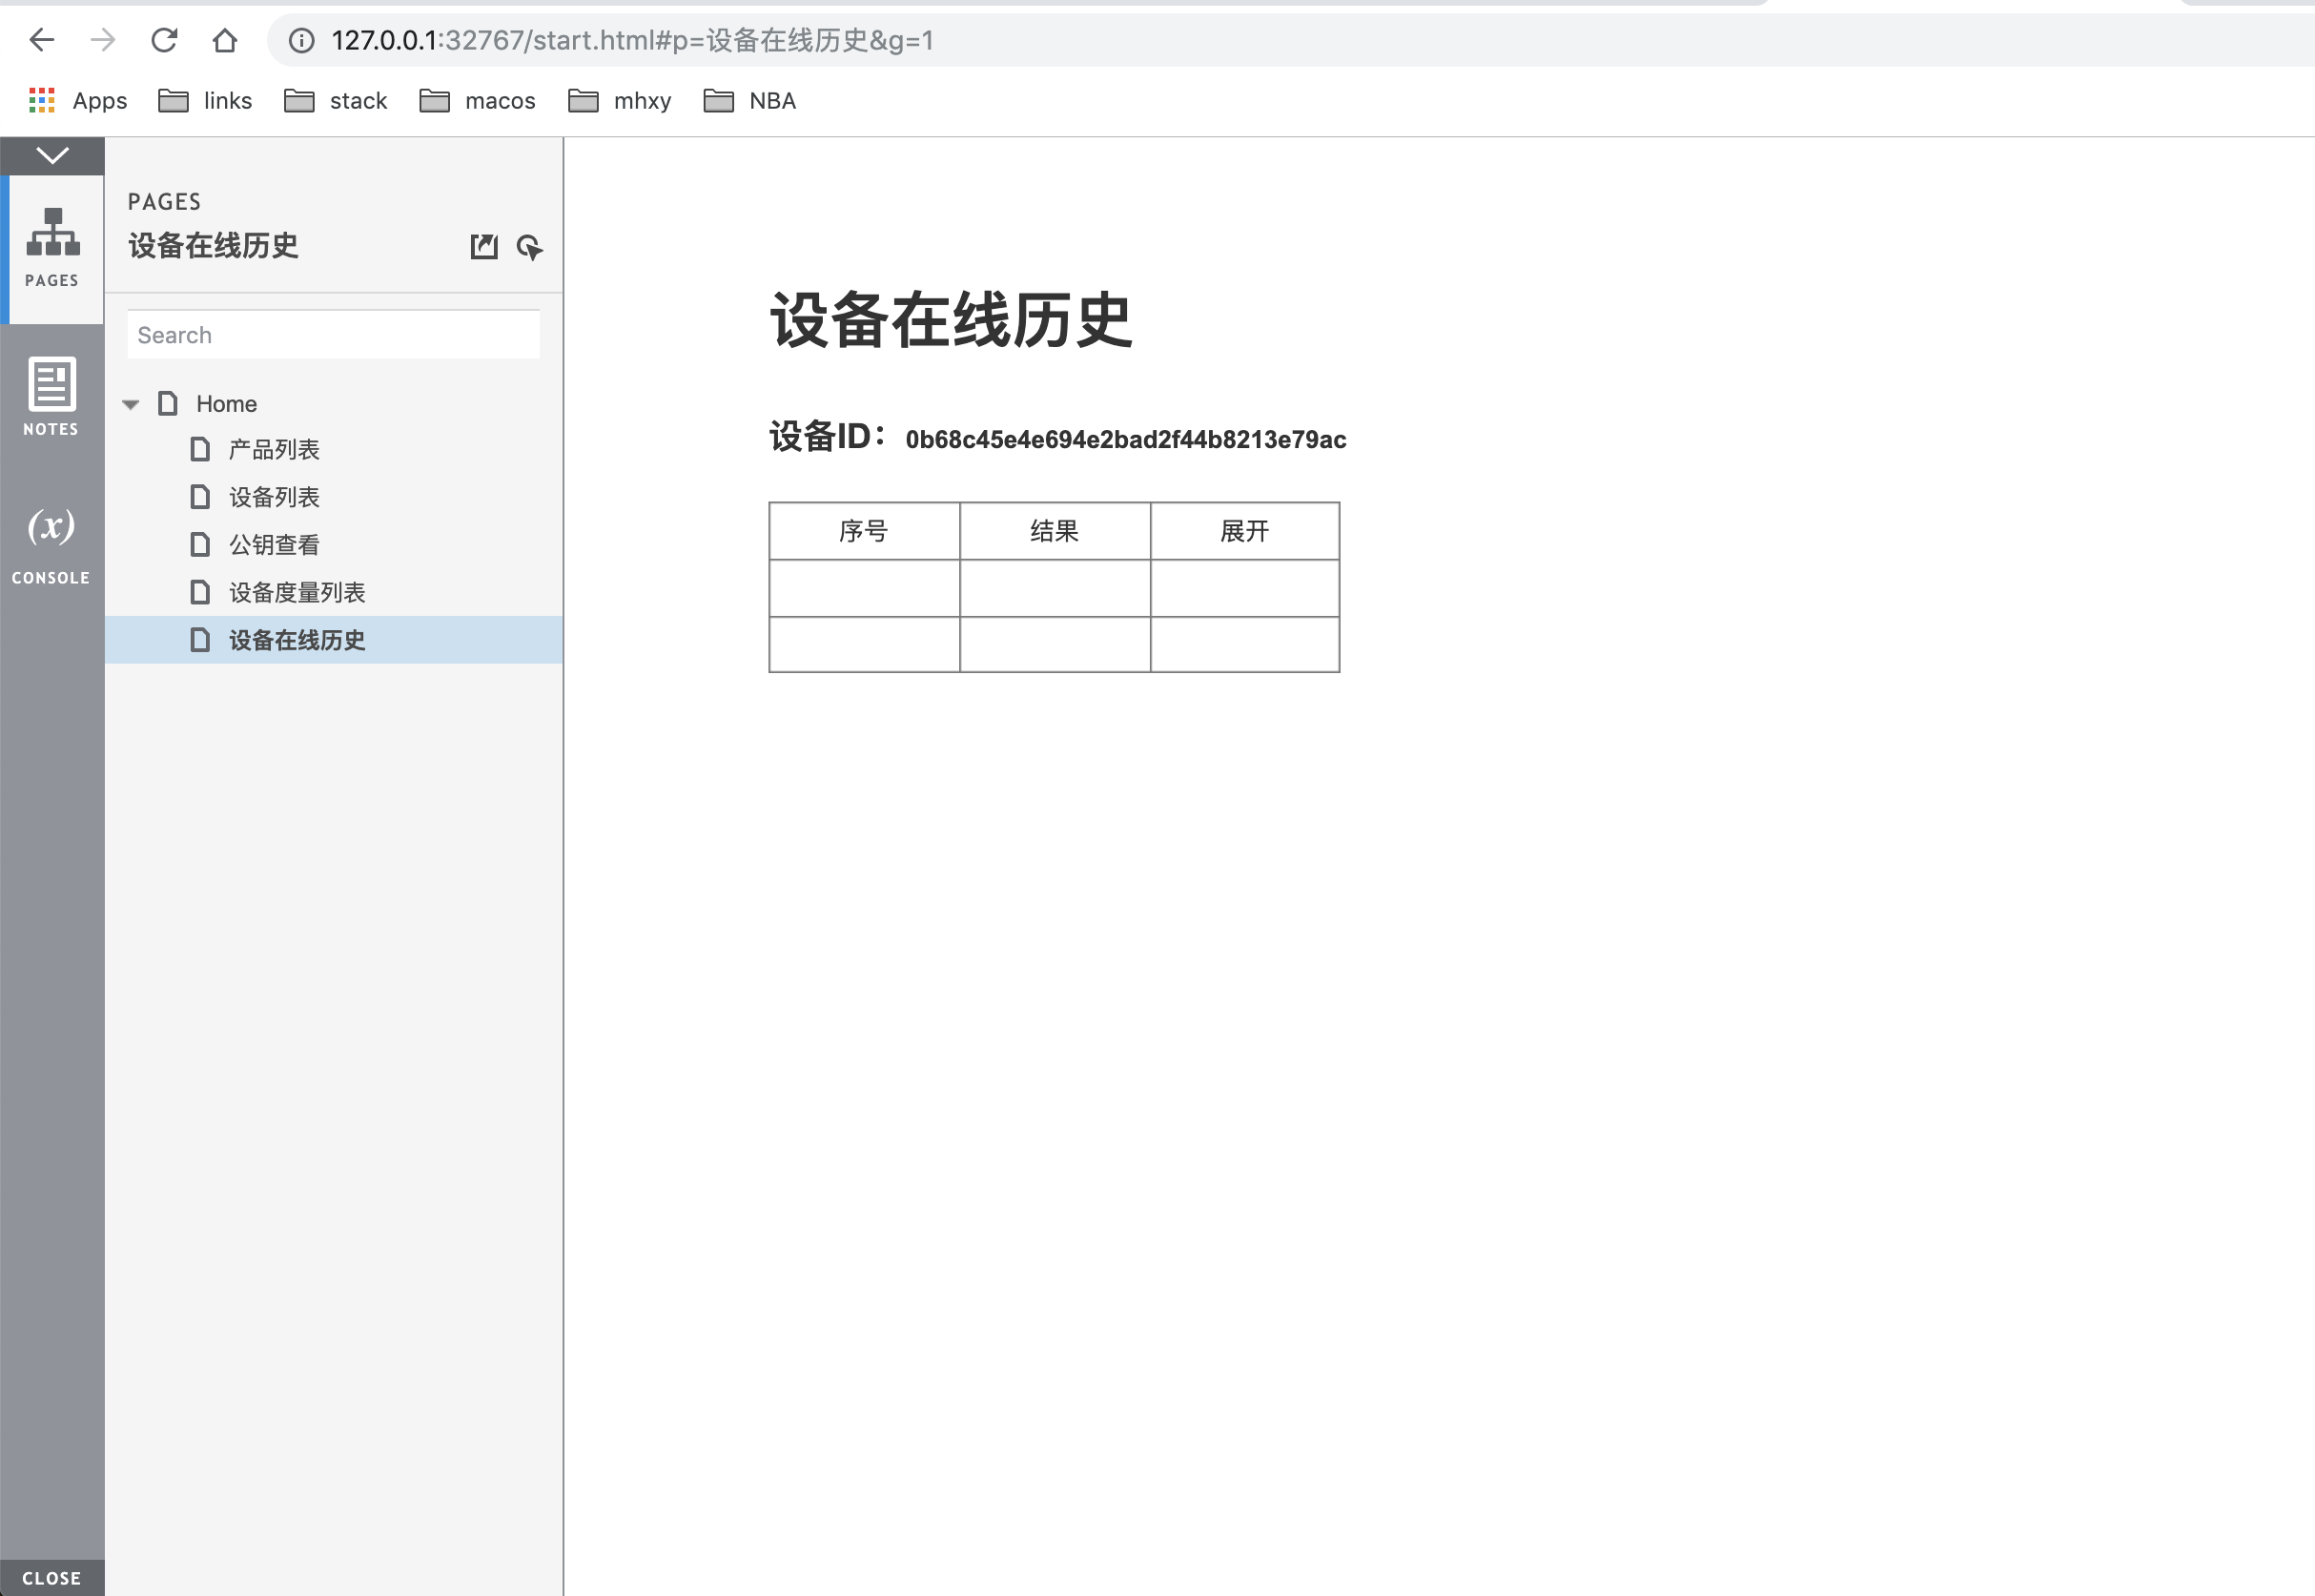 127.0.0.1:32767/start.html#p=设备在线历史&g=1
Apps links stack macos mhxy NBA
PAGES
NOTES
(x)
CONSOLE
CLOSE
PAGES
设备在线历史
Search
Home
产品列表
设备列表
公钥查看
设备度量列表
设备在线历史
设备在线历史
设备ID：0b68c45e4e694e2bad2f44b8213e79ac
序号 结果 展开